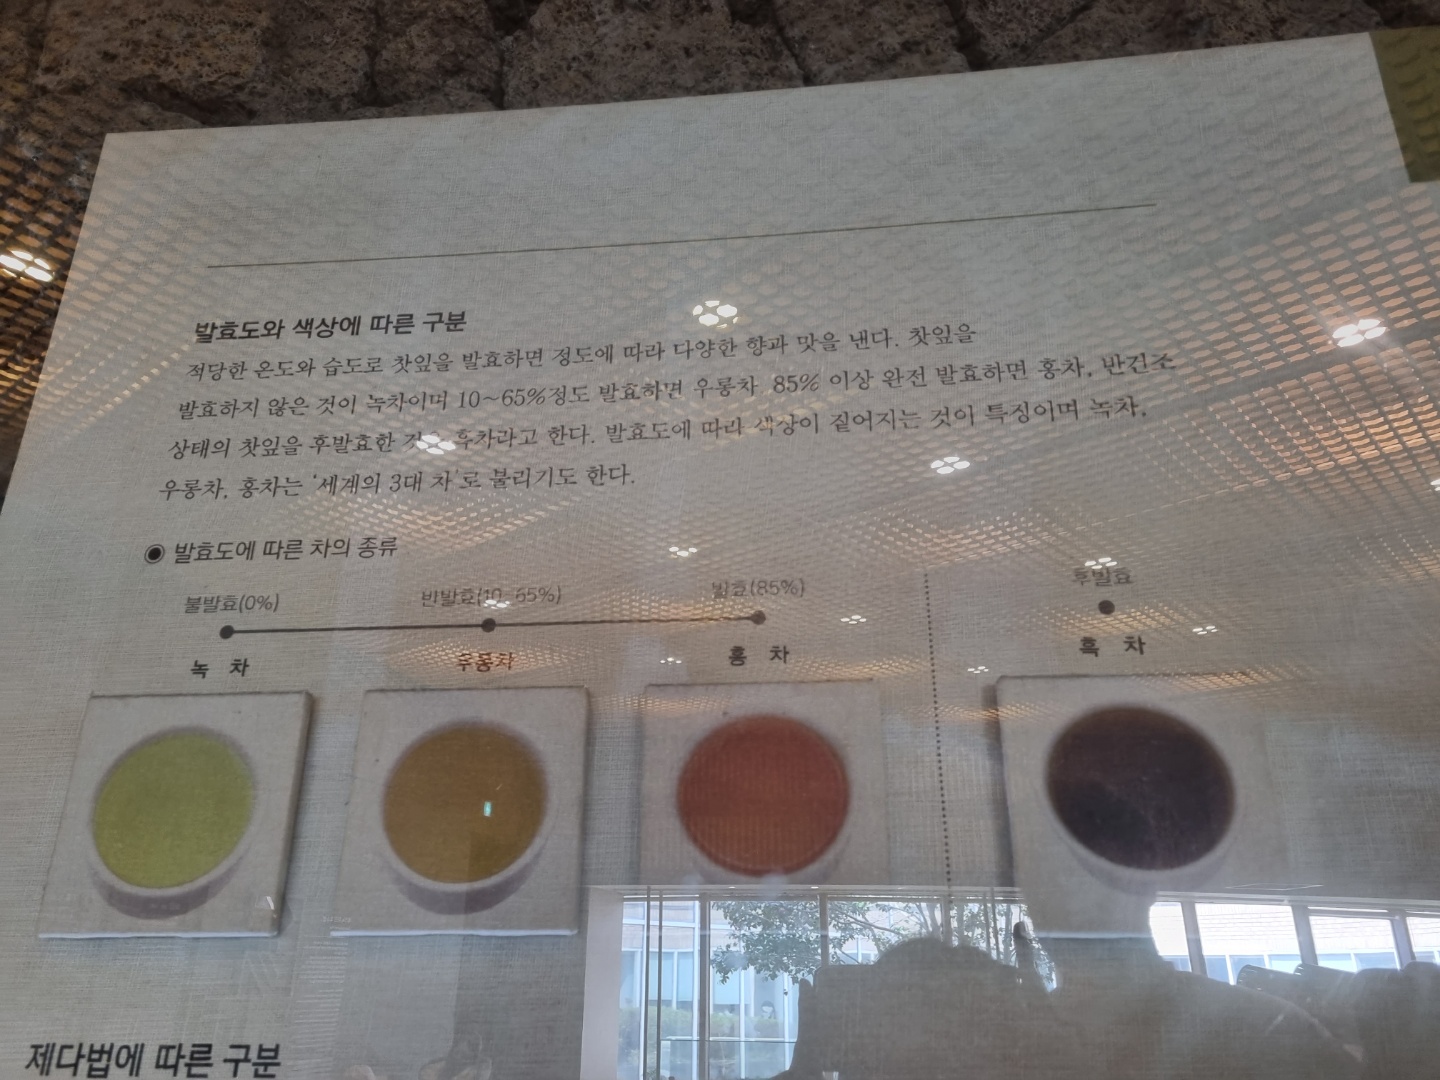 발효도와 색상에 따른 구분
적당한 온도와 습도로 찻잎을 발효하면 정도에 따라 다양한 향과 맛을 낸다. 찻잎을
발효하지 않은 것이 녹차이며 10~65%정도 발효하면 우롱차 85% 이상 완전 발효하면 홍차, 반건조
상태의 찻잎을 후발효한 것을 흑차라고 한다. 발효도에 따라 색상이 짙어지는 것이 특징이며 녹차,
우롱차, 홍차는 '세계의 3대 차'로 불리기도 한다.
◉ 발효도에 따른 차의 종류
불발효(0%) 반발효(10~65%) 발효(85%) 후발효
녹 차 우롱차 홍 차 흑 차
제다법에 따른 구분